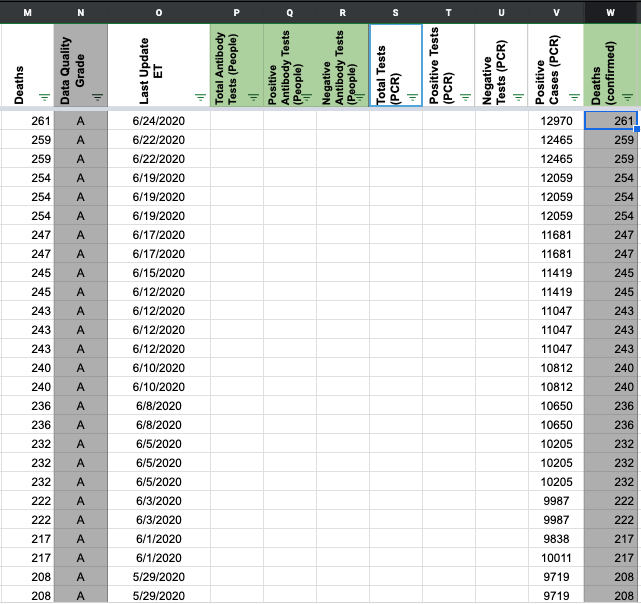 M N O P Q R S T U V W
Deaths Data Quality Grade Last Update ET Total Antibody Tests (People) Positive Antibody Tests (People) Negative Antibody Tests (People) Total Tests (PCR) Positive Tests (PCR) Negative Tests (PCR) Positive Cases (PCR) Deaths (confirmed)
261 A 6/24/2020 12970 261
259 A 6/22/2020 12465 259
259 A 6/22/2020 12465 259
254 A 6/19/2020 12059 254
254 A 6/19/2020 12059 254
254 A 6/19/2020 12059 254
247 A 6/17/2020 11681 247
247 A 6/17/2020 11681 247
245 A 6/15/2020 11419 245
245 A 6/12/2020 11419 245
243 A 6/12/2020 11047 243
243 A 6/12/2020 11047 243
243 A 6/12/2020 11047 243
240 A 6/10/2020 10812 240
240 A 6/10/2020 10812 240
236 A 6/8/2020 10650 236
236 A 6/8/2020 10650 236
232 A 6/5/2020 10205 232
232 A 6/5/2020 10205 232
232 A 6/5/2020 10205 232
222 A 6/3/2020 9987 222
222 A 6/3/2020 9987 222
217 A 6/1/2020 9838 217
217 A 6/1/2020 10011 217
208 A 5/29/2020 9719 208
208 A 5/29/2020 9719 208